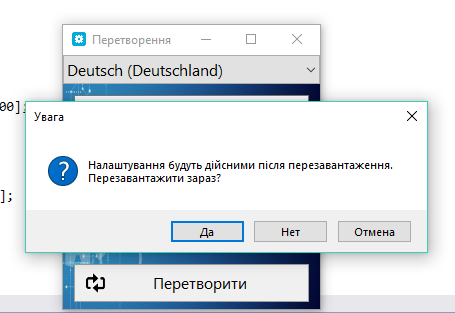 Перетворення
Deutsch (Deutschland)
00];
Увага
Налаштування будуть дійсними після перезавантаження.
Перезавантажити зараз?
];
Да
Нет
Отмена
Перетворити